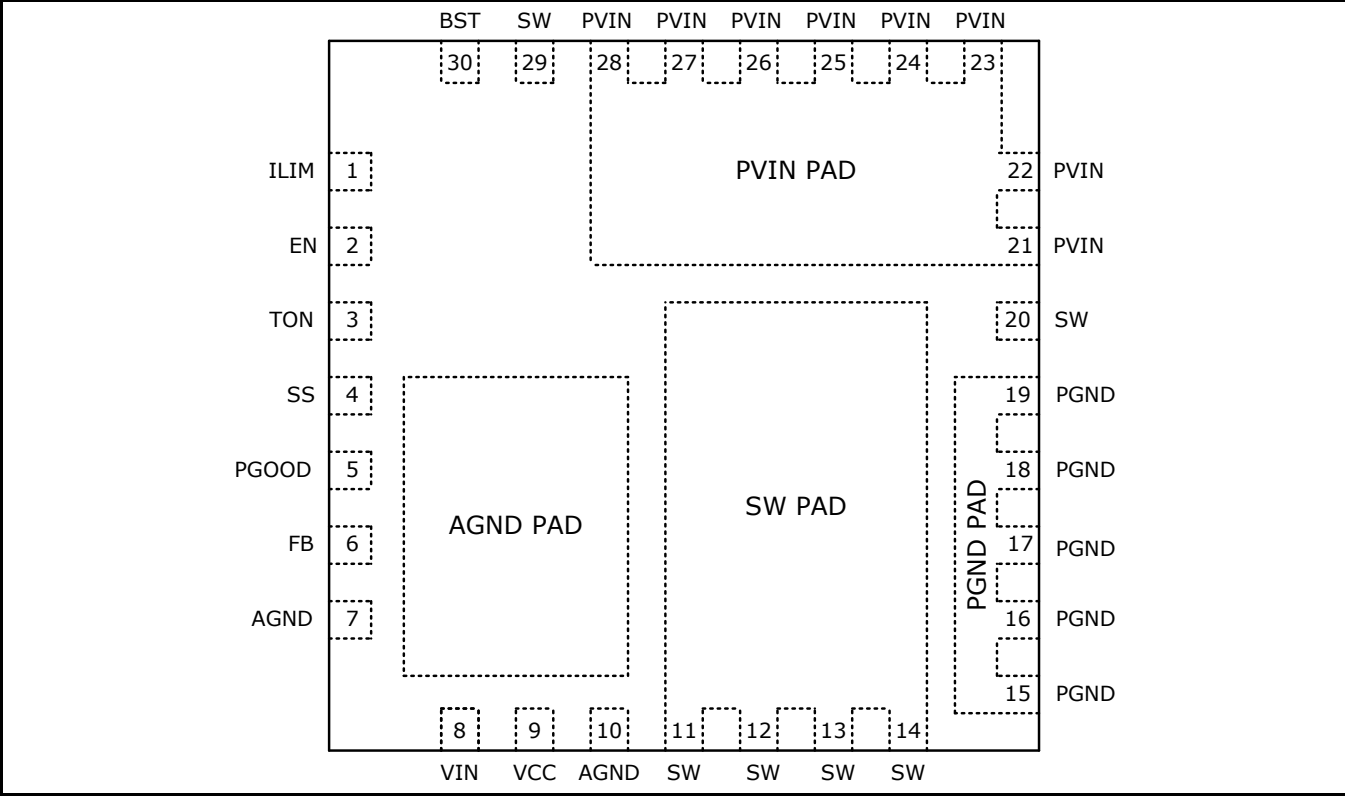 BST SW PVIN PVIN PVIN PVIN PVIN PVIN
30 29 28 27 26 25 24 23
ILIM 1 PVIN PAD 22 PVIN
EN 2 21 PVIN
TON 3 20 SW
SS 4 19 PGND
PGOOD 5 18 PGND
SW PAD
AGND PAD
PGND PAD
FB 6 17 PGND
AGND 7 16 PGND
15 PGND
8 9 10 11 12 13 14
VIN VCC AGND SW SW SW SW